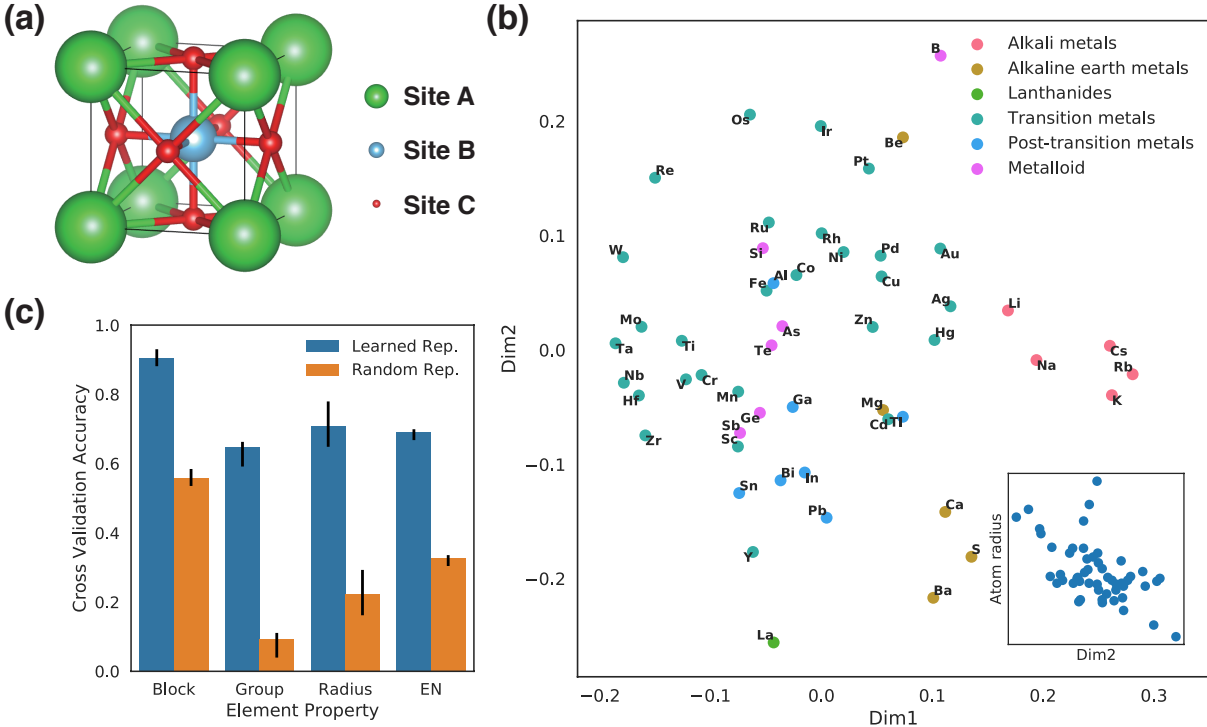 (a)
Site A
Site B
Site C
(b)
Alkali metals
Alkaline earth metals
Lanthanides
Transition metals
Post-transition metals
Metalloid
B
Os
Ir
Be
Pt
Re
Ru
Rh
Si
Ni
Pd
Au
W
Fe
Al
Co
Cu
Ag
Li
Mo
As
Zn
Hg
Ta
Ti
Te
Na
Cs
Rb
Nb
V
Cr
K
Hf
Mn
Ga
Mg
Ge
Cd
Tl
Sb
Sc
Zr
Bi
In
Sn
Pb
Ca
Y
S
Ba
La
0.2
0.1
0.0
−0.1
−0.2
Dim2
−0.2
−0.1
0.0
0.1
0.2
0.3
Dim1
Atom radius
Dim2
(c)
Learned Rep.
Random Rep.
1.0
0.8
0.6
0.4
0.2
0.0
Cross Validation Accuracy
Block
Group
Radius
EN
Element Property